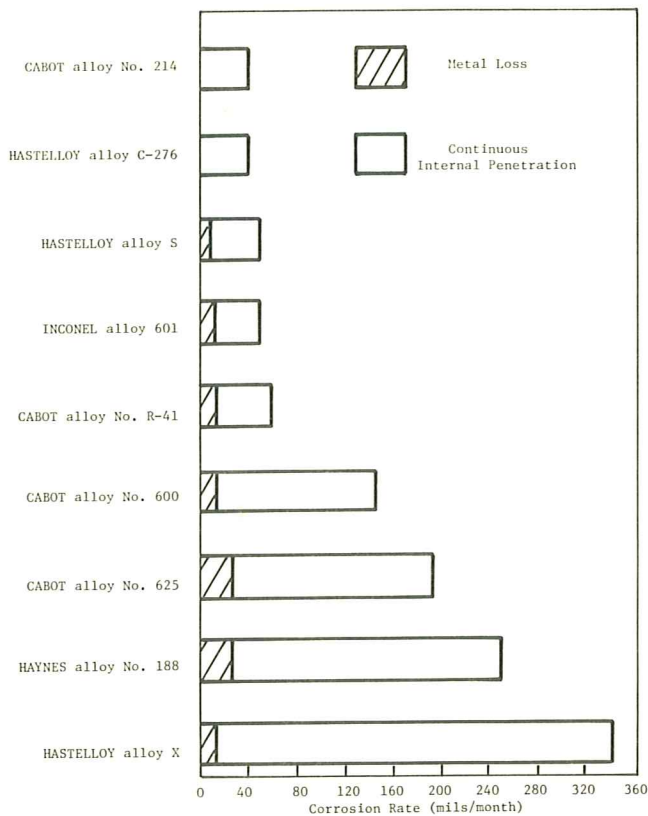 CABOT alloy No. 214
Metal Loss
HASTELLOY alloy C-276
Continuous
Internal Penetration
HASTELLOY alloy S
INCONEL alloy 601
CABOT alloy No. R-41
CABOT alloy No. 600
CABOT alloy No. 625
HAYNES alloy No. 188
HASTELLOY alloy X
0 40 80 120 160 200 240 280 320 360
Corrosion Rate (mils/month)